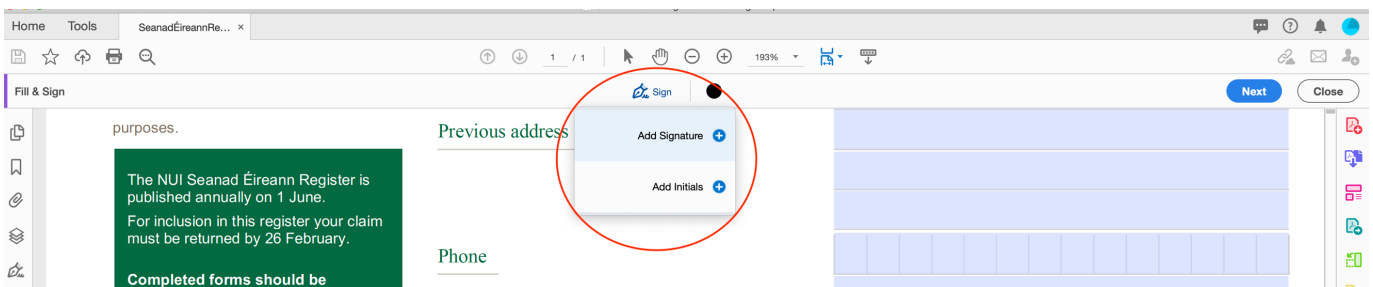 Home Tools SeanadÉireannRe... ×
1 / 1 193%
Fill & Sign Sign Next Close
purposes.
The NUI Seanad Éireann Register is
published annually on 1 June.
For inclusion in this register your claim
must be returned by 26 February.
Completed forms should be
Previous address
Phone
Add Signature
Add Initials